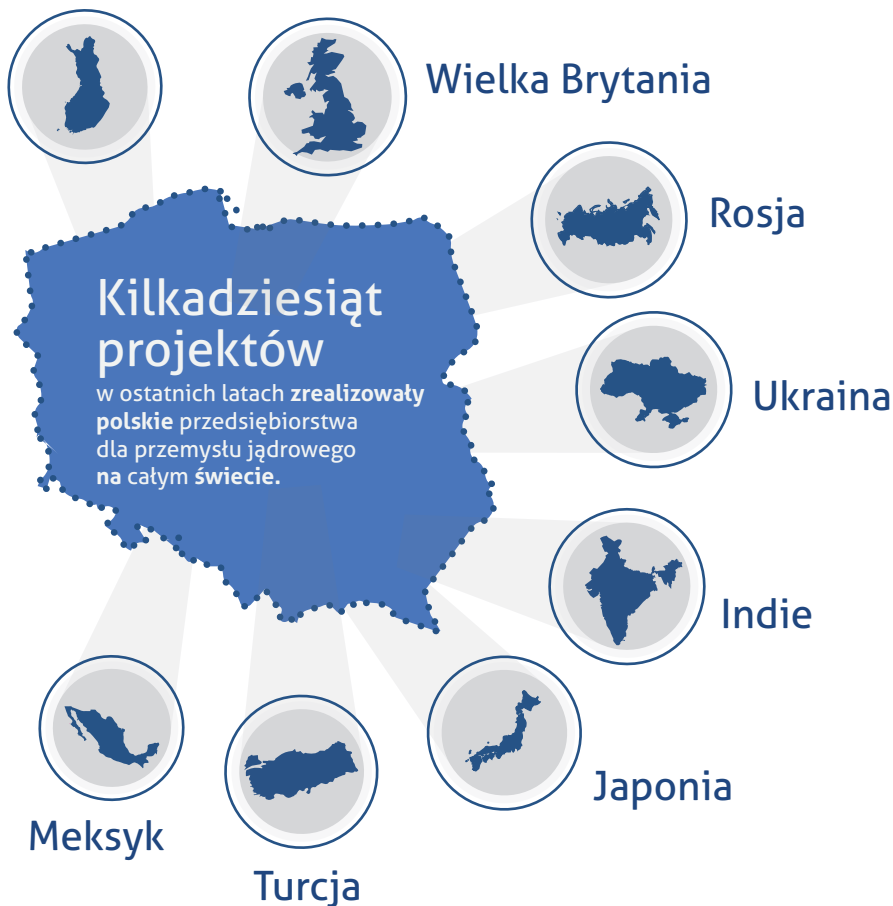 Wielka Brytania
Rosja
Kilkadziesiąt
projektów
w ostatnich latach zrealizowały
polskie przedsiębiorstwa
dla przemysłu jądrowego
na całym świecie.
Ukraina
Indie
Japonia
Meksyk
Turcja